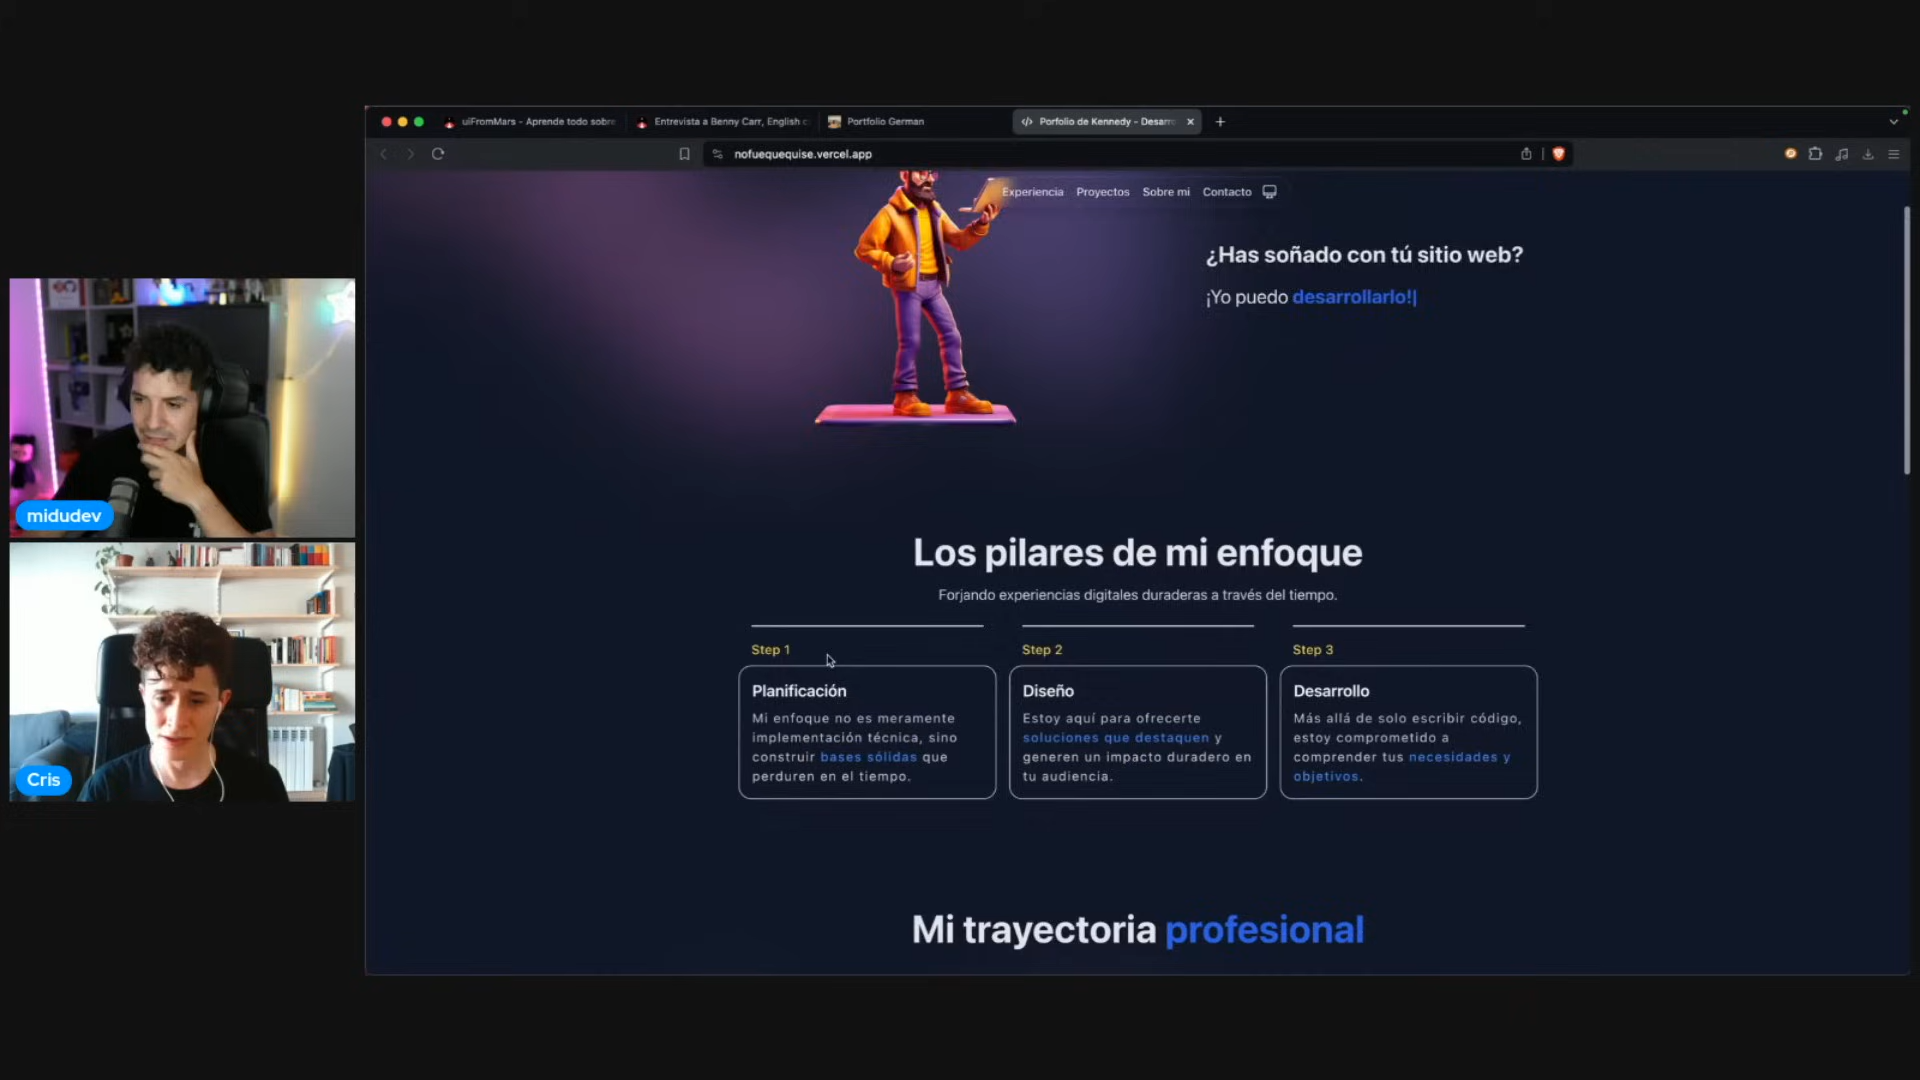 uiFromMars - Aprende todo sobre
Entrevista a Benny Carr, English c
Portfolio German
Porfolio de Kennedy - Desarro
nofuequequise.vercel.app
Experiencia Proyectos Sobre mi Contacto
¿Has soñado con tú sitio web?
¡Yo puedo desarrollarlo!|
midudev
Cris
Los pilares de mi enfoque
Forjando experiencias digitales duraderas a través del tiempo.
Step 1
Planificación
Mi enfoque no es meramente
implementación técnica, sino
construir bases sólidas que
perduren en el tiempo.
Step 2
Diseño
Estoy aquí para ofrecerte
soluciones que destaquen y
generen un impacto duradero en
tu audiencia.
Step 3
Desarrollo
Más allá de solo escribir código,
estoy comprometido a
comprender tus necesidades y
objetivos.
Mi trayectoria profesional